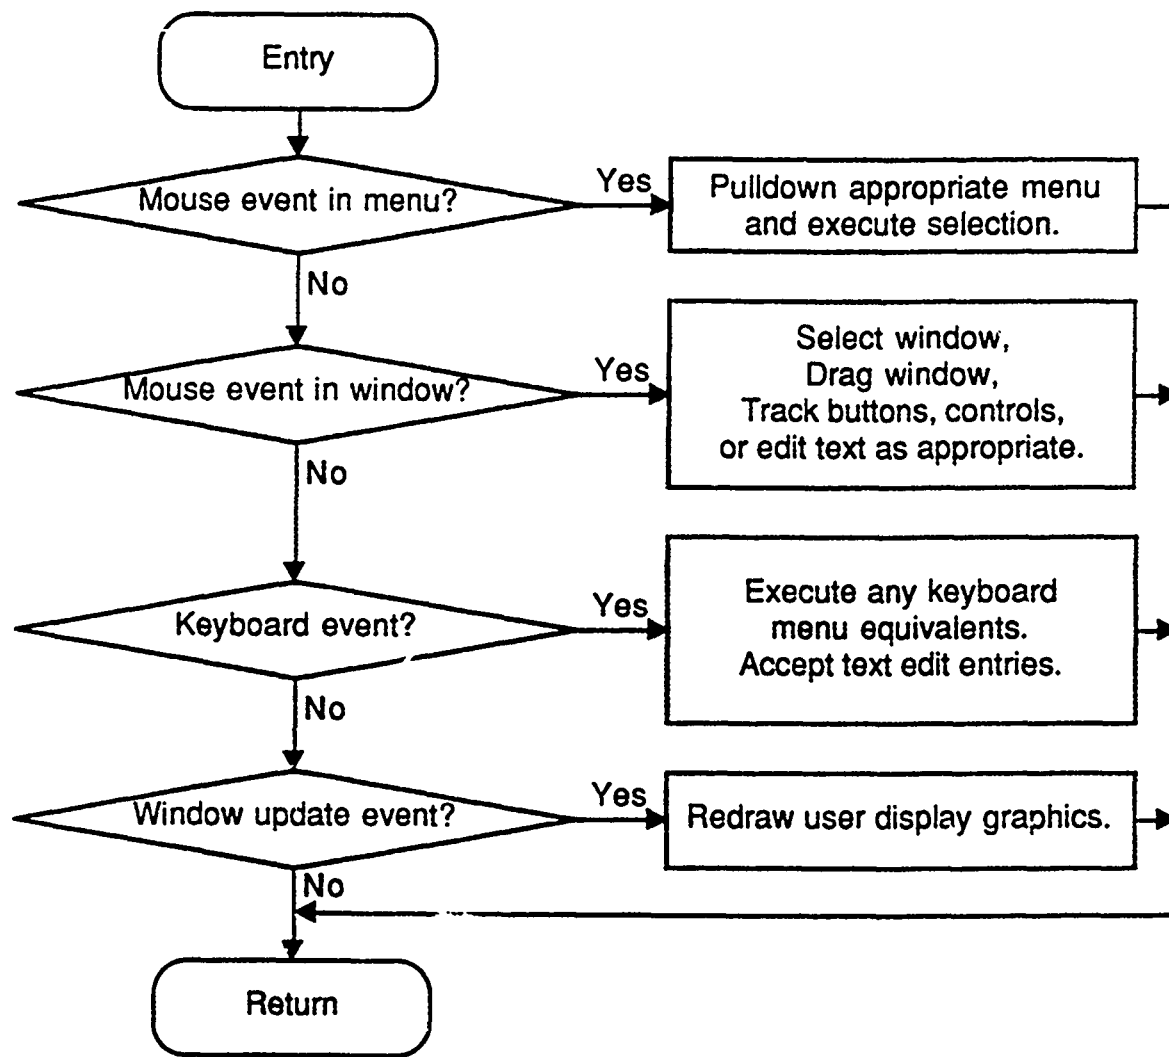 Entry
Mouse event in menu?
Yes
Pulldown appropriate menu
and execute selection.
No
Mouse event in window?
Yes
Select window,
Drag window,
Track buttons, controls,
or edit text as appropriate.
No
Keyboard event?
Yes
Execute any keyboard
menu equivalents.
Accept text edit entries.
No
Window update event?
Yes
Redraw user display graphics.
No
Return